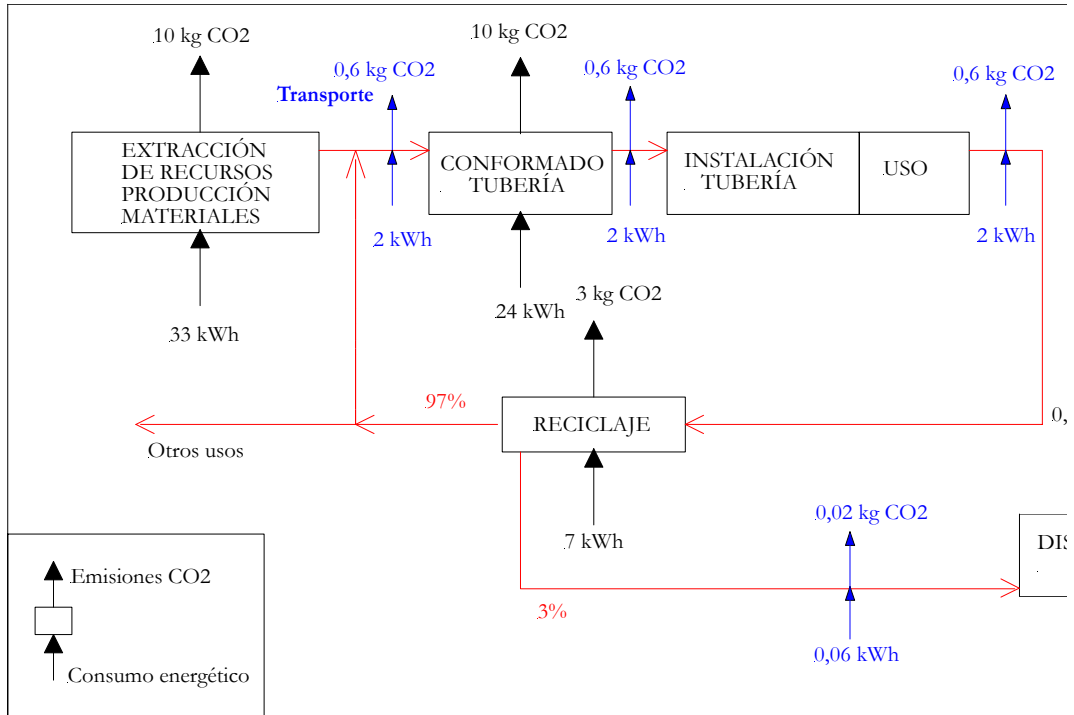 10 kg CO2
10 kg CO2
0,6 kg CO2
0,6 kg CO2
0,6 kg CO2
Transporte
EXTRACCIÓN
DE RECURSOS
PRODUCCIÓN
MATERIALES
CONFORMADO
TUBERÍA
INSTALACIÓN
TUBERÍA
USO
2 kWh
2 kWh
2 kWh
33 kWh
24 kWh
3 kg CO2
97%
RECICLAJE
0,
Otros usos
7 kWh
0,02 kg CO2
DIS
3%
0,06 kWh
Emisiones CO2
Consumo energético